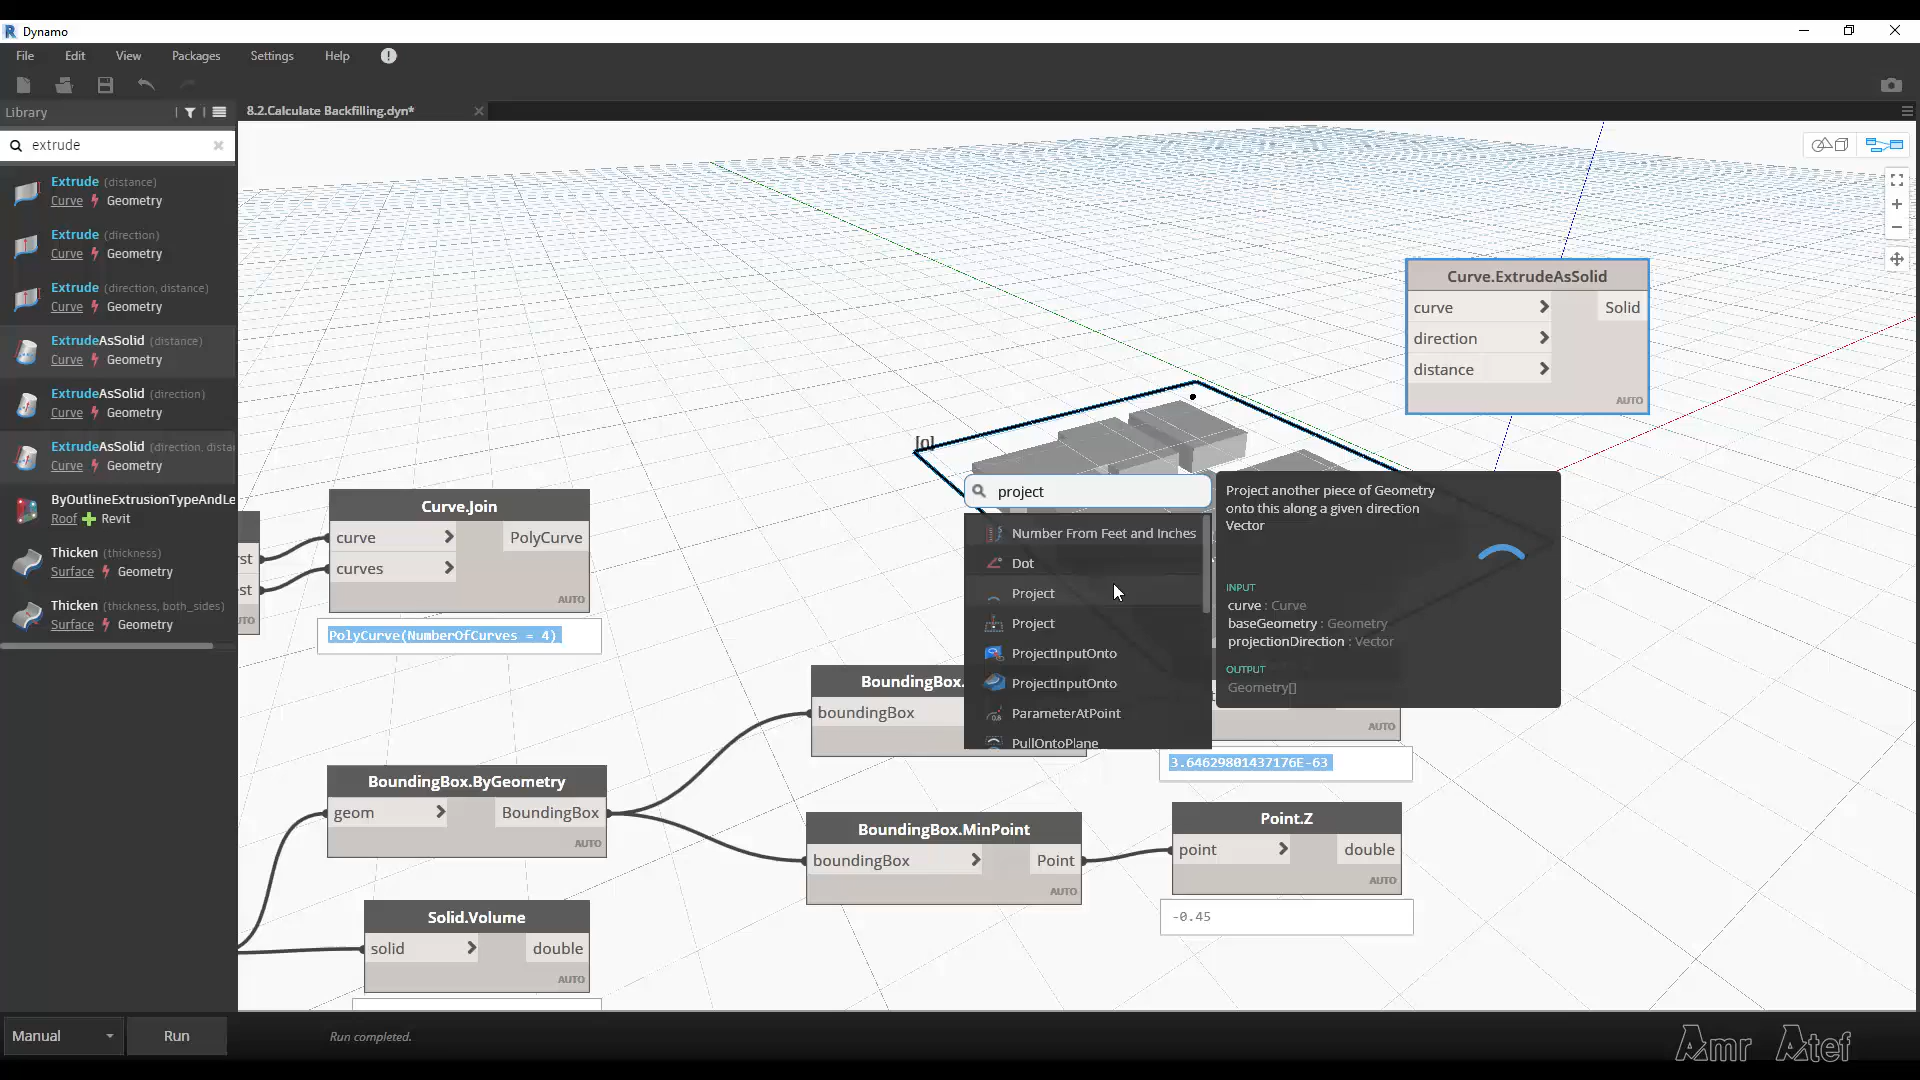 Dynamo
File Edit View Packages Settings Help
Library
8.2.Calculate Backfilling.dyn*
extrude
Extrude (distance)
Curve Geometry
Extrude (direction)
Curve Geometry
Extrude (direction, distance)
Curve Geometry
ExtrudeAsSolid (distance)
Curve Geometry
ExtrudeAsSolid (direction)
Curve Geometry
ExtrudeAsSolid (direction, dista
Curve Geometry
ByOutlineExtrusionTypeAndLe
Roof Revit
Thicken (thickness)
Surface Geometry
Thicken (thickness, both_sides)
Surface Geometry
Curve.ExtrudeAsSolid
curve > Solid
direction >
distance >
AUTO
[0]
project
Number From Feet and Inches
Dot
Project
Project
ProjectInputOnto
ProjectInputOnto
ParameterAtPoint
PullOntoPlane
Project another piece of Geometry
onto this along a given direction
Vector
INPUT
curve : Curve
baseGeometry : Geometry
projectionDirection : Vector
OUTPUT
Geometry[]
rst
est
UTO
Curve.Join
curve > PolyCurve
curves >
AUTO
PolyCurve(NumberOfCurves = 4)
BoundingBox.
boundingBox
AUTO
3.64629801437176E-63
BoundingBox.ByGeometry
geom > BoundingBox
AUTO
BoundingBox.MinPoint
boundingBox > Point
AUTO
Point.Z
point > double
AUTO
-0.45
Solid.Volume
solid > double
AUTO
Manual
Run
Run completed.
Amr Atef